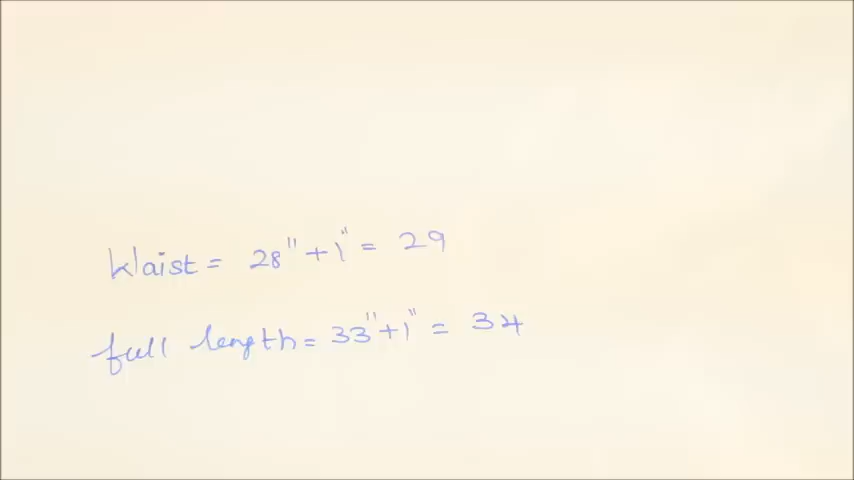 Waist = 28" + 1" = 29
full length = 33" + 1" = 34